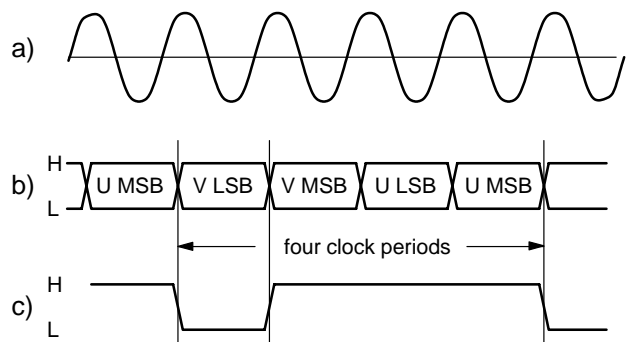 a)
H
b) U MSB V LSB V MSB U LSB U MSB
L
four clock periods
H
c)
L